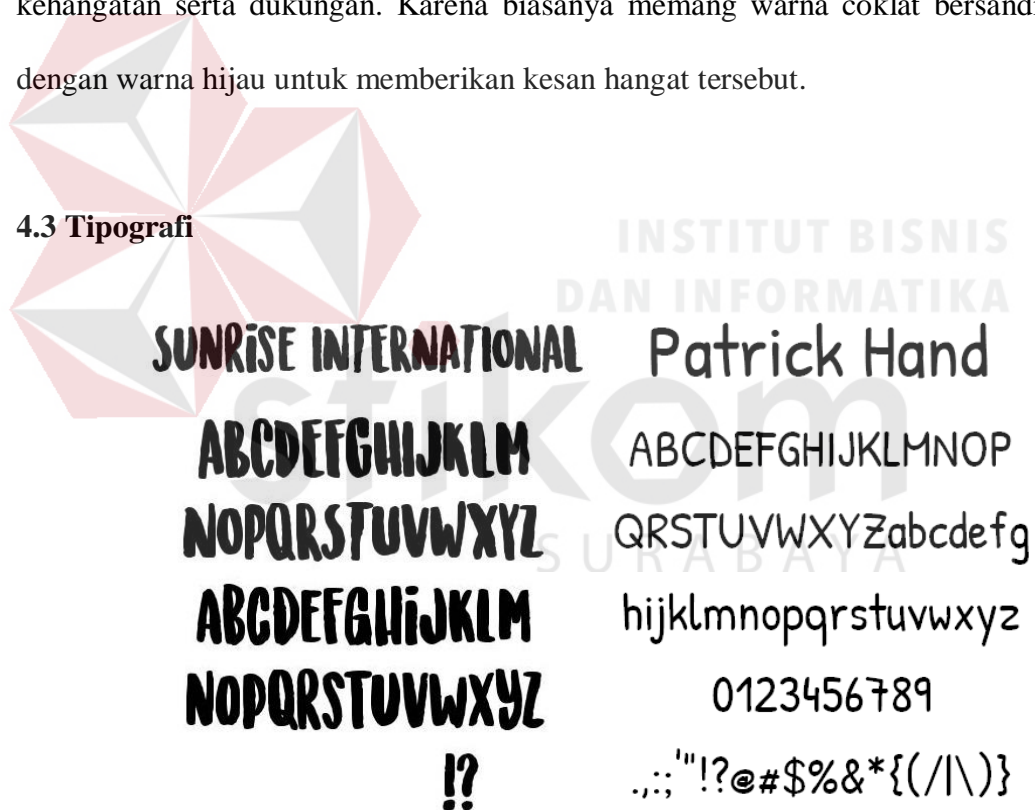 kehangatan serta dukungan. Karena biasanya memang warna coklat bersandi
dengan warna hijau untuk memberikan kesan hangat tersebut.
4.3 Tipografi
INSTITUT BISNIS
DAN INFORMATIKA
stikom
SURABAYA
SUNRiSE INTERNATIONAL
ABCDEFGHIJKLM
NOPQRSTUVWXYZ
ABCDEFGHiJKLM
NOPQRSTUVWXYZ
!?
Patrick Hand
ABCDEFGHIJKLMNOP
QRSTUVWXYZabcdefg
hijklmnopqrstuvwxyz
0123456789
.,:;'"!?@#$%&*{(/|\)}